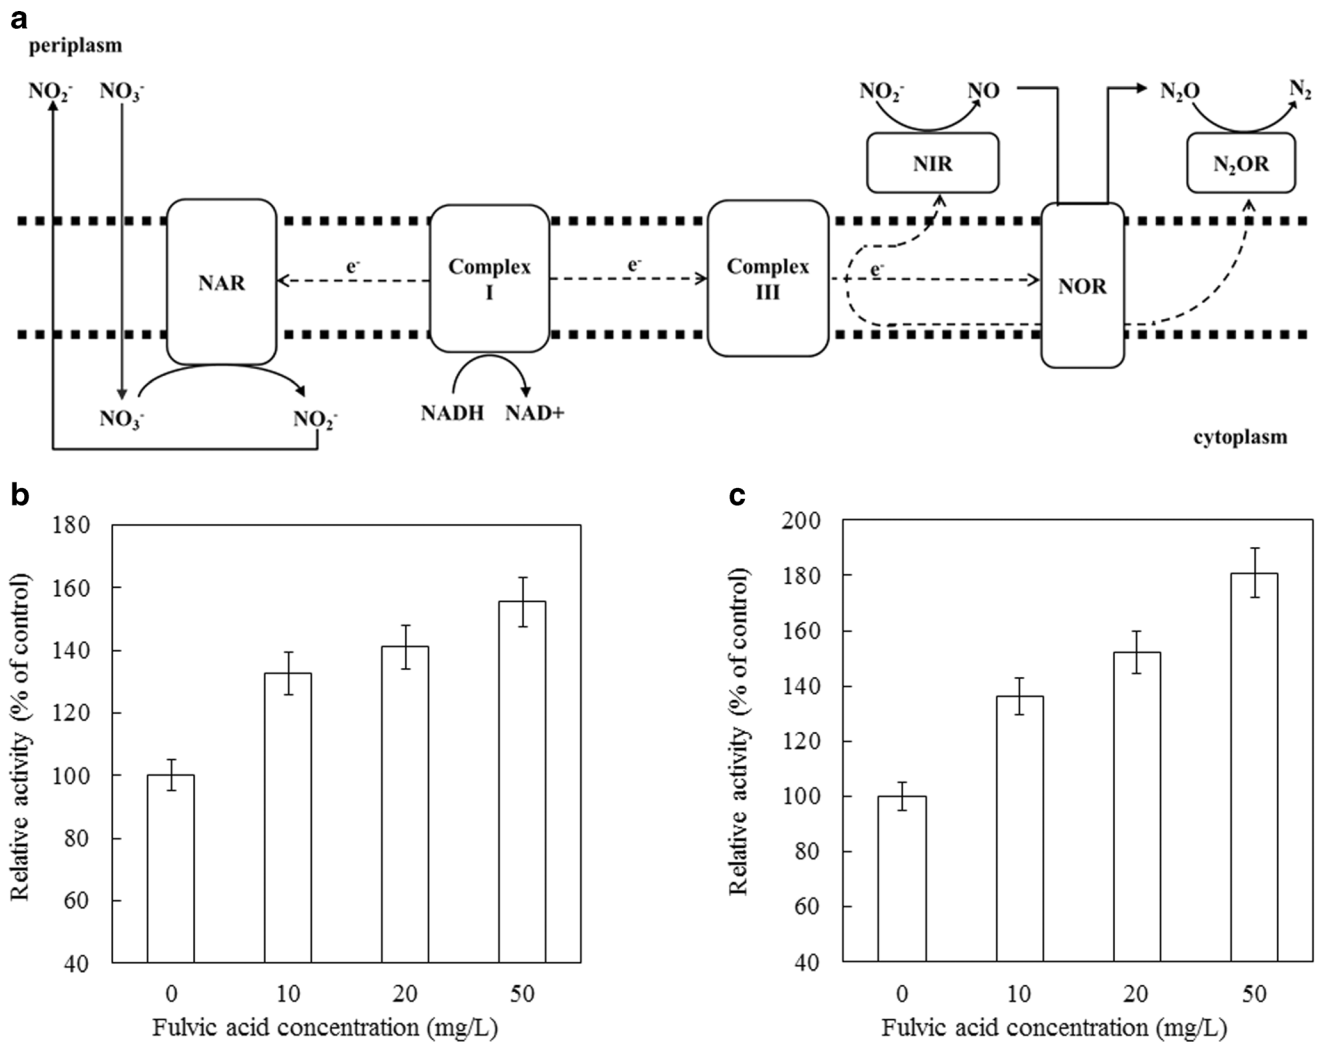 a
periplasm
NO₂⁻ NO₃⁻ NO₂⁻ NO N₂O N₂
NIR N₂OR
NAR
e⁻
Complex
I
e⁻
Complex
III
e⁻
NOR
NO₃⁻ NO₂⁻ NADH NAD+
cytoplasm
b
180
160
140
120
100
80
60
40
Relative activity (% of control)
0 10 20 50
Fulvic acid concentration (mg/L)
c
200
180
160
140
120
100
80
60
40
Relative activity (% of control)
0 10 20 50
Fulvic acid concentration (mg/L)